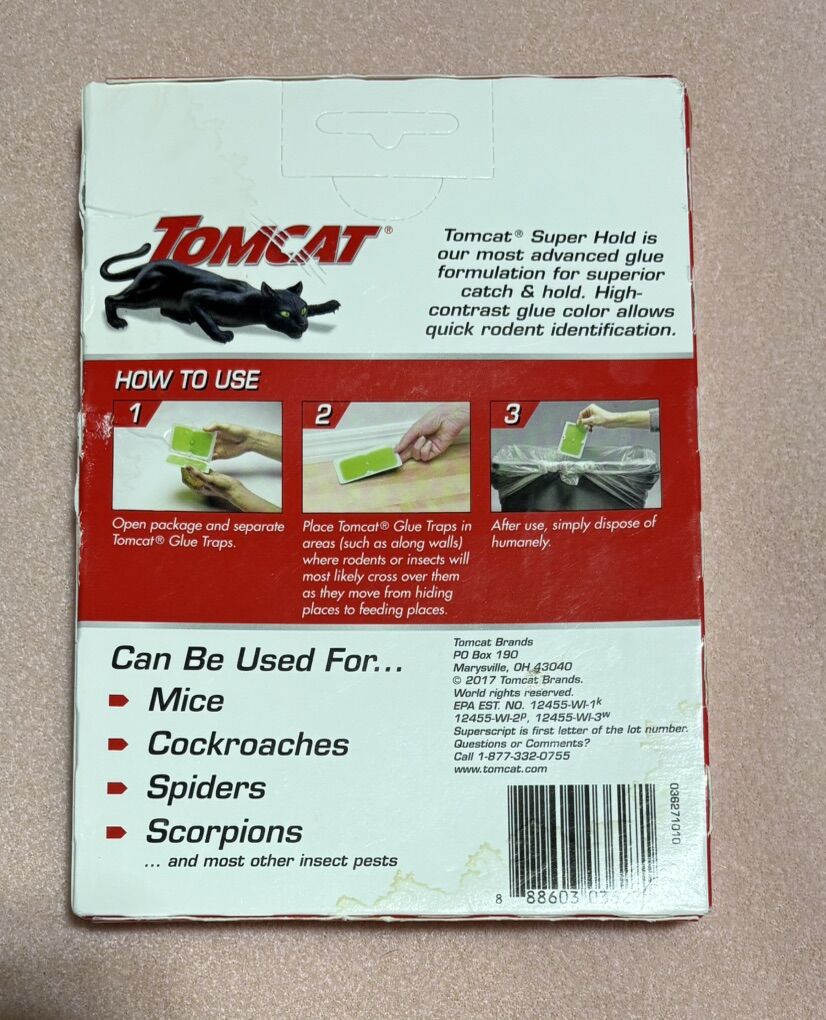 TOMCAT®
Tomcat® Super Hold is
our most advanced glue
formulation for superior
catch & hold. High-
contrast glue color allows
quick rodent identification.
HOW TO USE
1
Open package and separate
Tomcat® Glue Traps.
2
Place Tomcat® Glue Traps in
areas (such as along walls)
where rodents or insects will
most likely cross over them
as they move from hiding
places to feeding places.
3
After use, simply dispose of
humanely.
Can Be Used For...
Mice
Cockroaches
Spiders
Scorpions
... and most other insect pests
Tomcat Brands
PO Box 190
Marysville, OH 43040
© 2017 Tomcat Brands.
World rights reserved.
EPA EST. NO. 12455-WI-1ᵏ
12455-WI-2ᵖ, 12455-WI-3ʷ
Superscript is first letter of the lot number.
Questions or Comments?
Call 1-877-332-0755
www.tomcat.com
036271010
8 88603